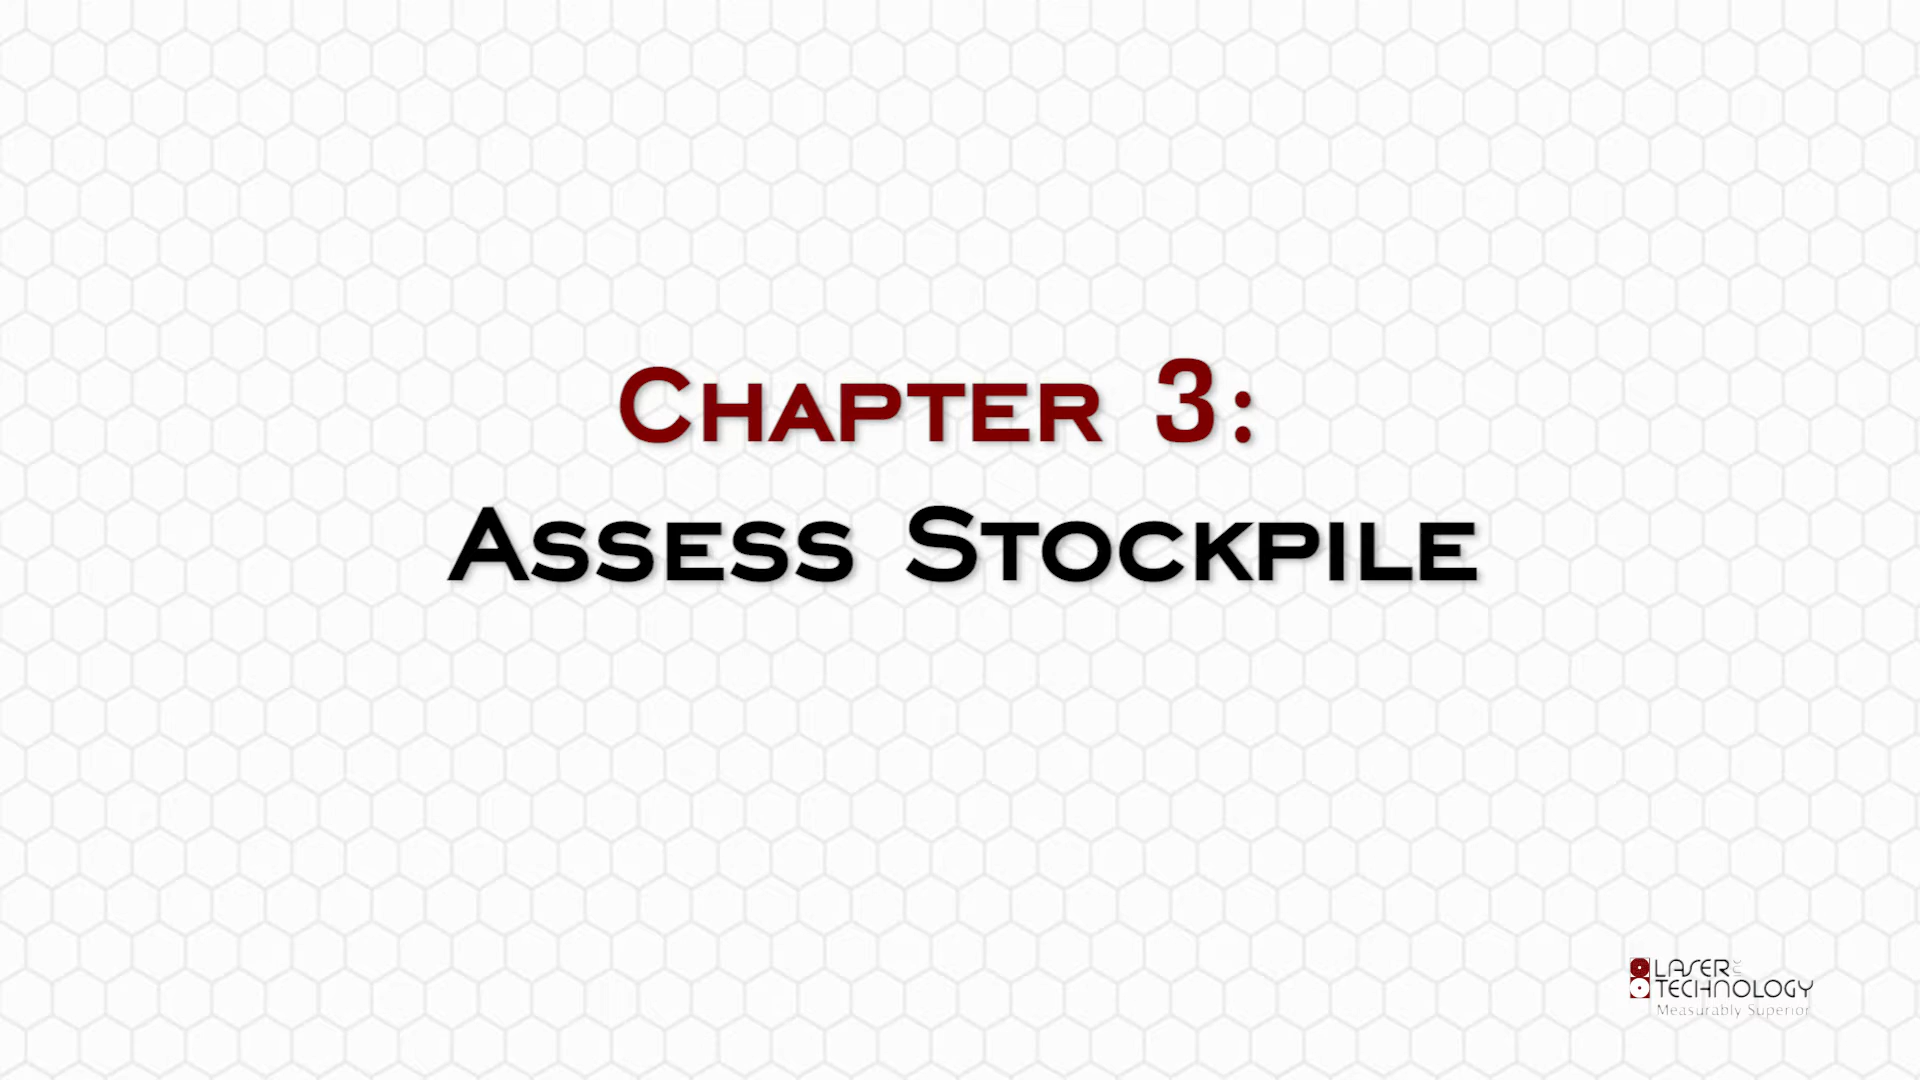 Chapter 3:
Assess Stockpile
LASER
TECHNOLOGY
Measurably Superior